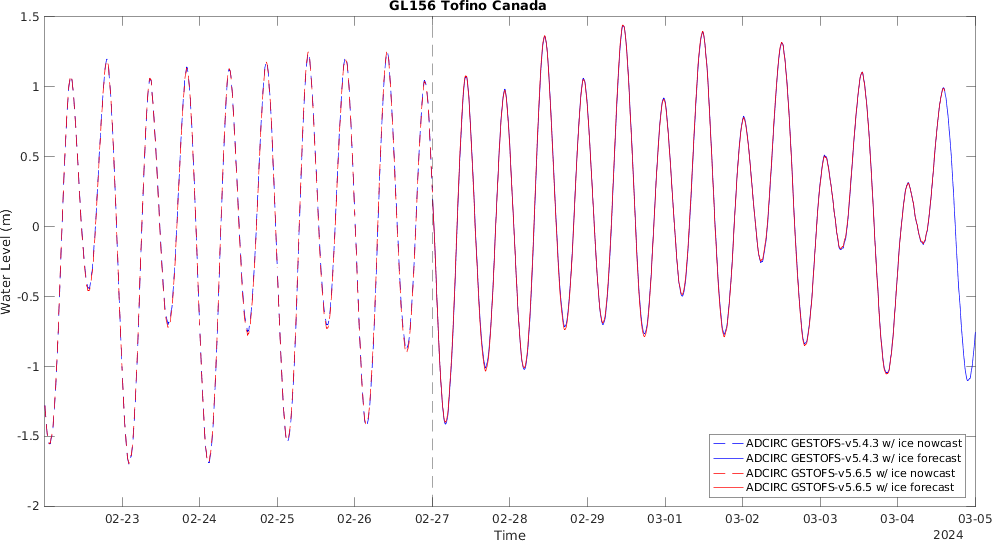 GL156 Tofino Canada
1.5
1
0.5
0
-0.5
-1
-1.5
-2
Water Level (m)
ADCIRC GESTOFS-v5.4.3 w/ ice nowcast
ADCIRC GESTOFS-v5.4.3 w/ ice forecast
ADCIRC GSTOFS-v5.6.5 w/ ice nowcast
ADCIRC GSTOFS-v5.6.5 w/ ice forecast
02-23 02-24 02-25 02-26 02-27 02-28 02-29 03-01 03-02 03-03 03-04 03-05
Time
2024